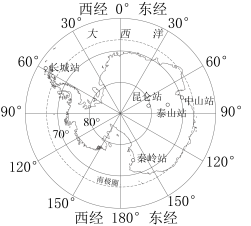 西经 0° 东经
30° 30°
大 西 洋
60° 60°
长城站
昆仑站 中山站
泰山站
90° 90°
80°
70°
秦岭站
120° 120°
南极圈
150° 150°
西经 180° 东经